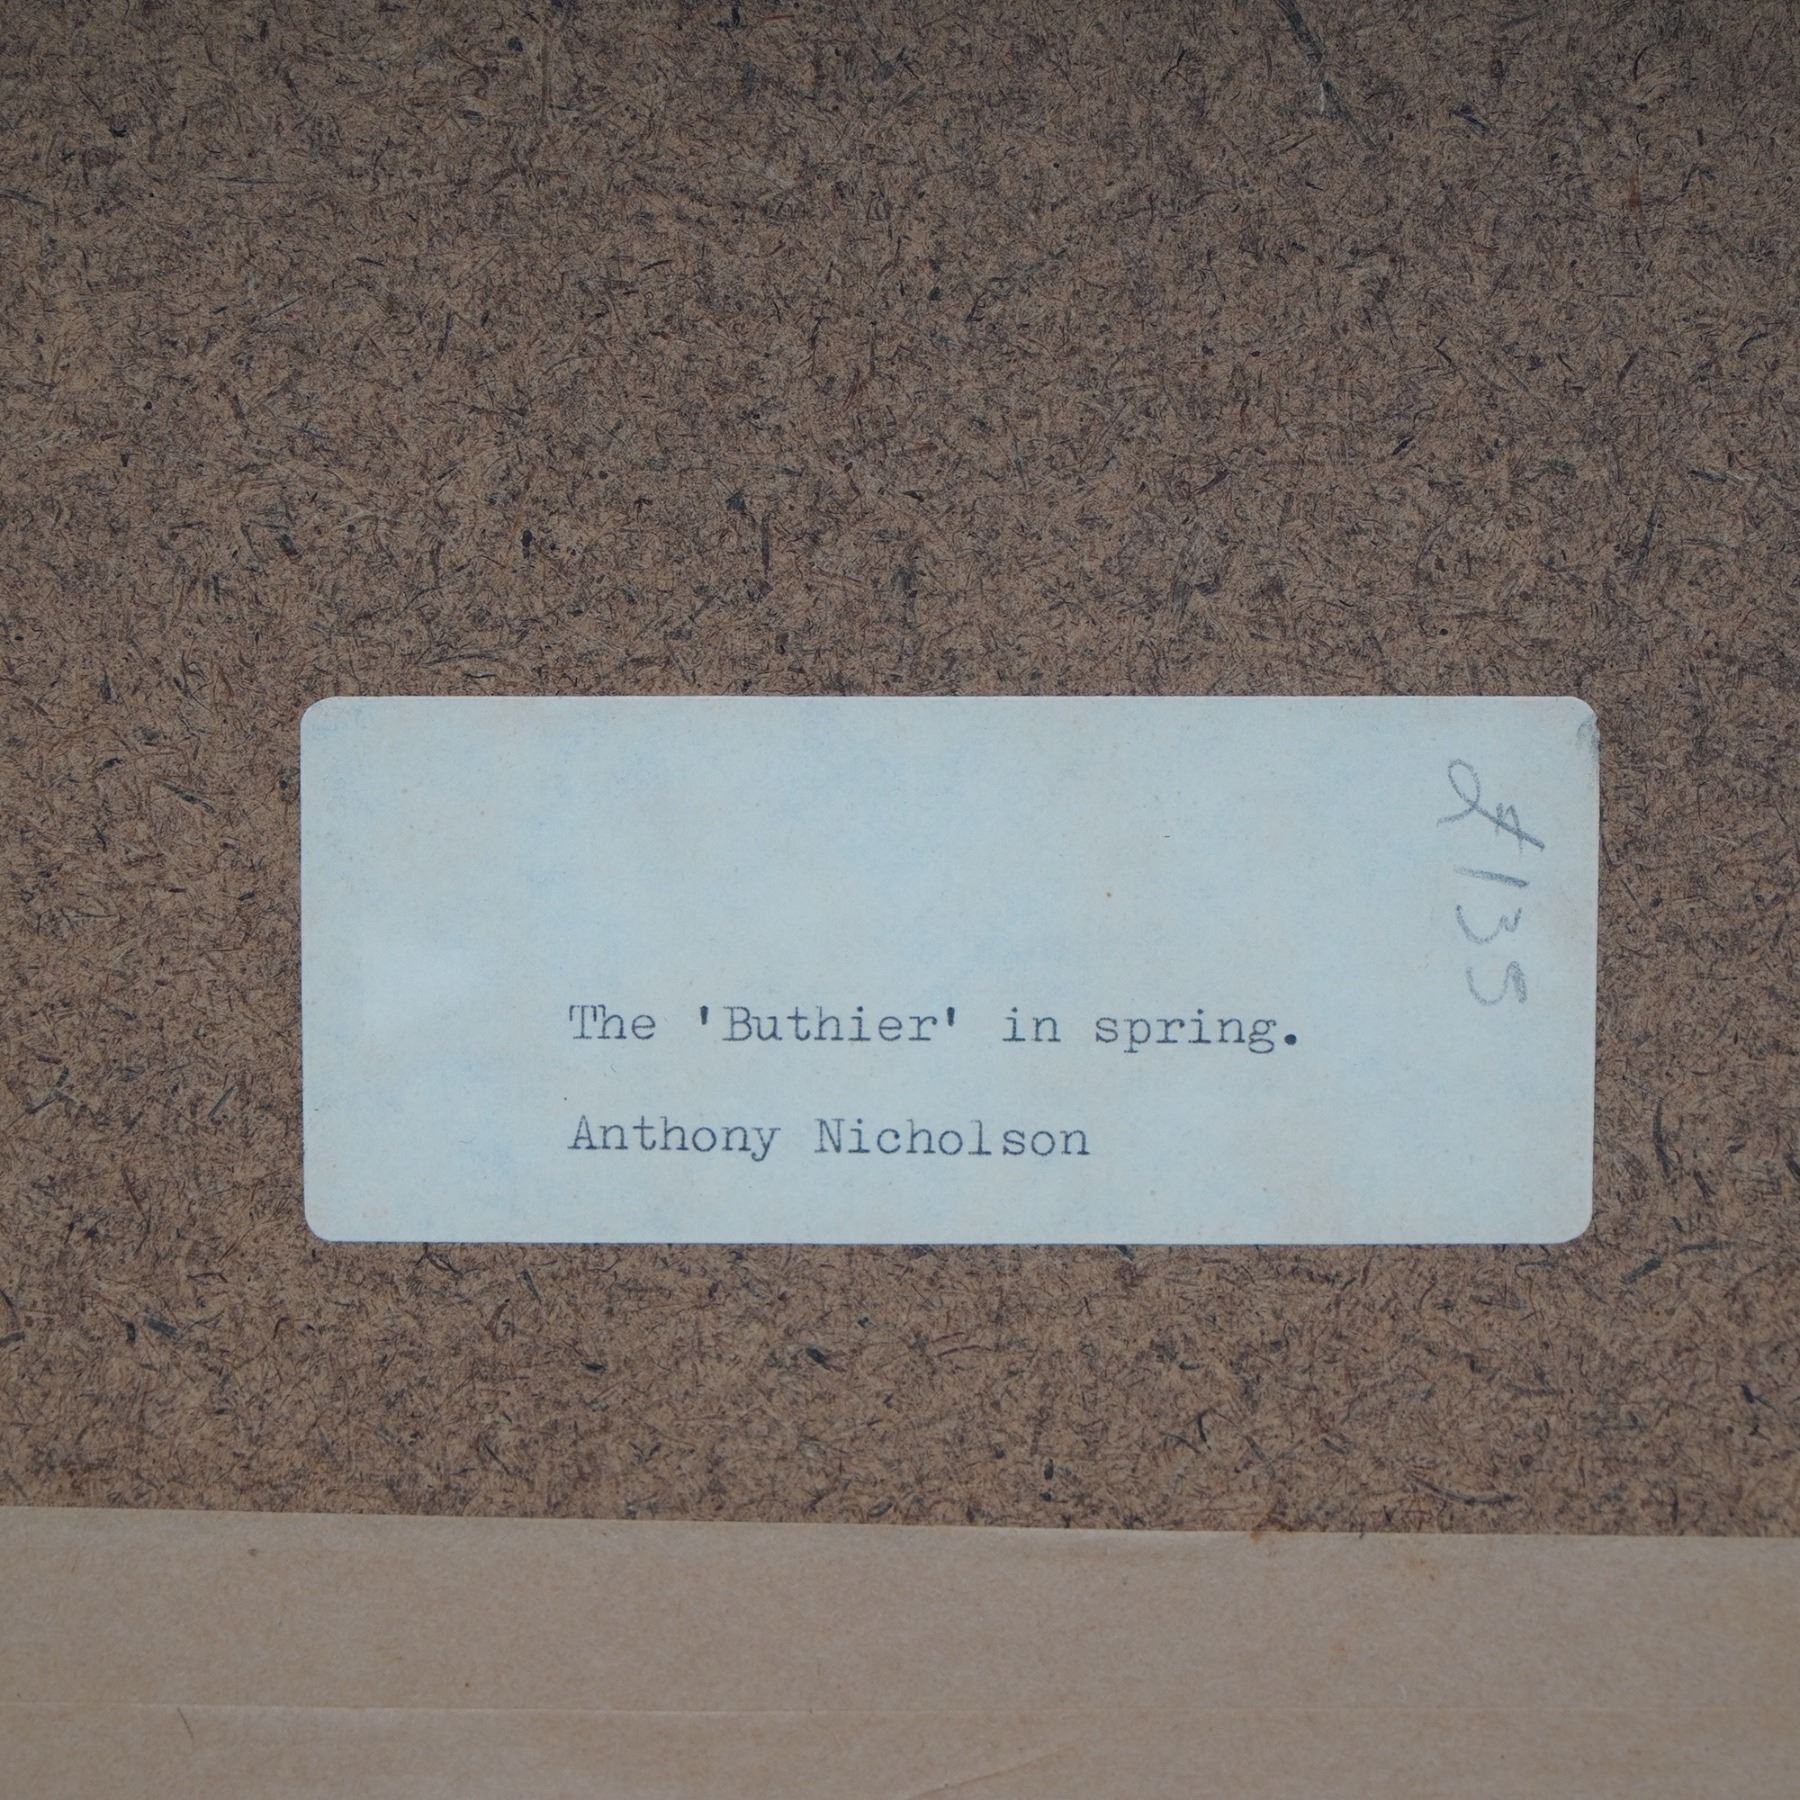 The 'Buthier' in spring.
Anthony Nicholson
£135